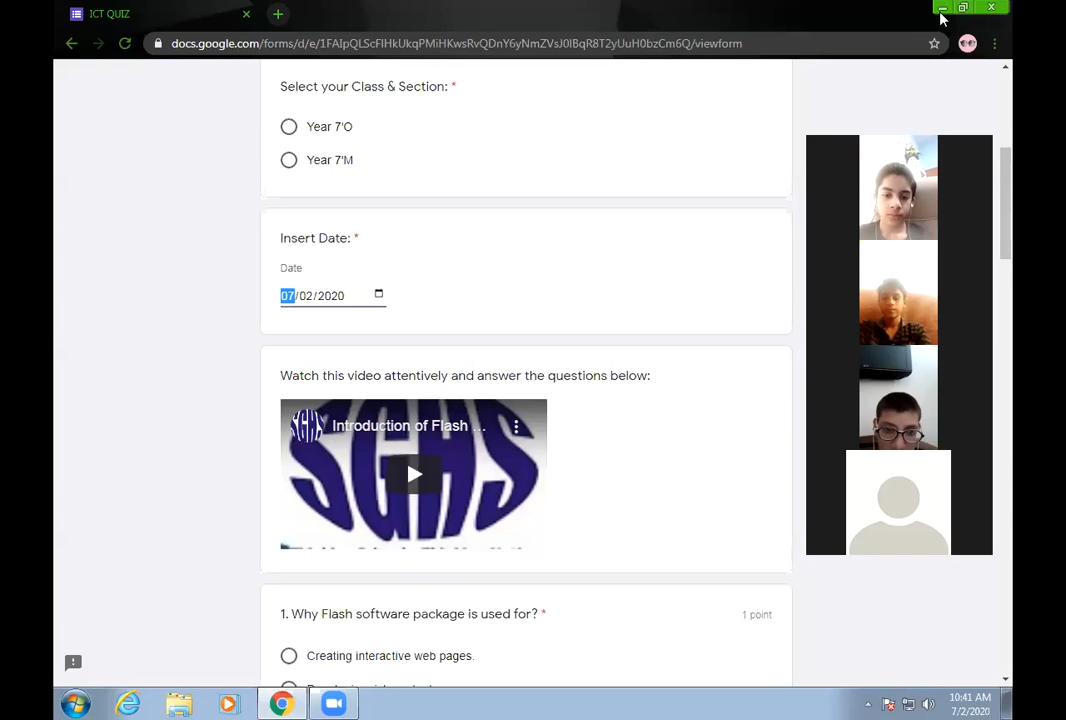 ICT QUIZ
docs.google.com/forms/d/e/1FAIpQLScFIHkUkqPMiHKwsRvQDnY6yNmZVsJ0lBqR8T2yUuH0bzCm6Q/viewform
Select your Class & Section: *
Year 7'O
Year 7'M
Insert Date: *
Date
07/02/2020
Watch this video attentively and answer the questions below:
SGHS
Introduction of Flash ...
SGHS
1. Why Flash software package is used for? *
1 point
Creating interactive web pages.
10:41 AM
7/2/2020